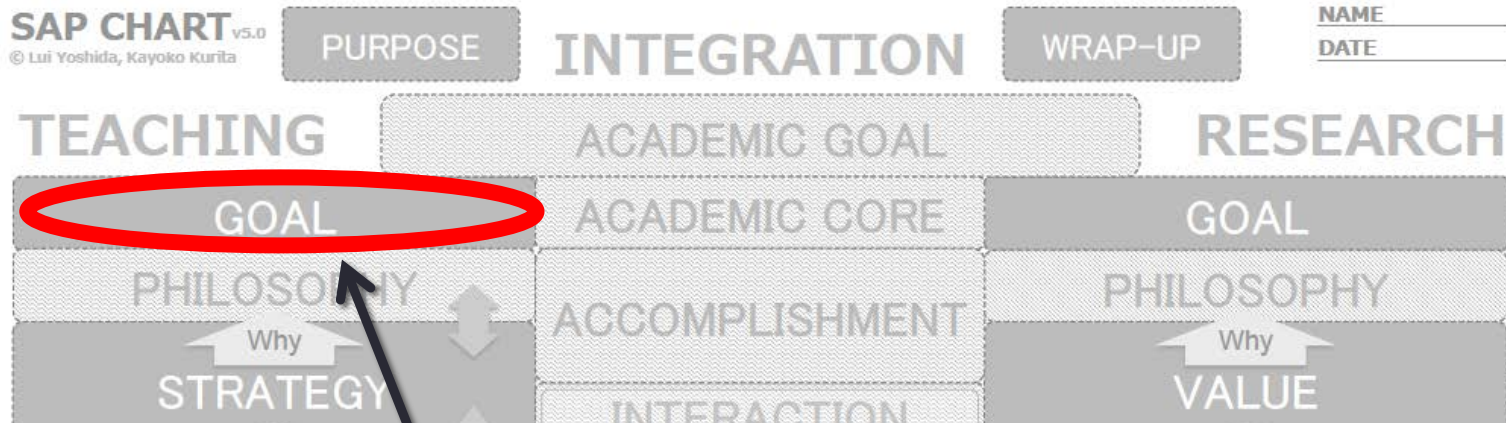 SAP CHART v5.0
© Lui Yoshida, Kayoko Kurita
PURPOSE
INTEGRATION
WRAP-UP
NAME
DATE
TEACHING
ACADEMIC GOAL
RESEARCH
GOAL
ACADEMIC CORE
GOAL
PHILOSOPHY
ACCOMPLISHMENT
PHILOSOPHY
Why
Why
STRATEGY
INTERACTION
VALUE